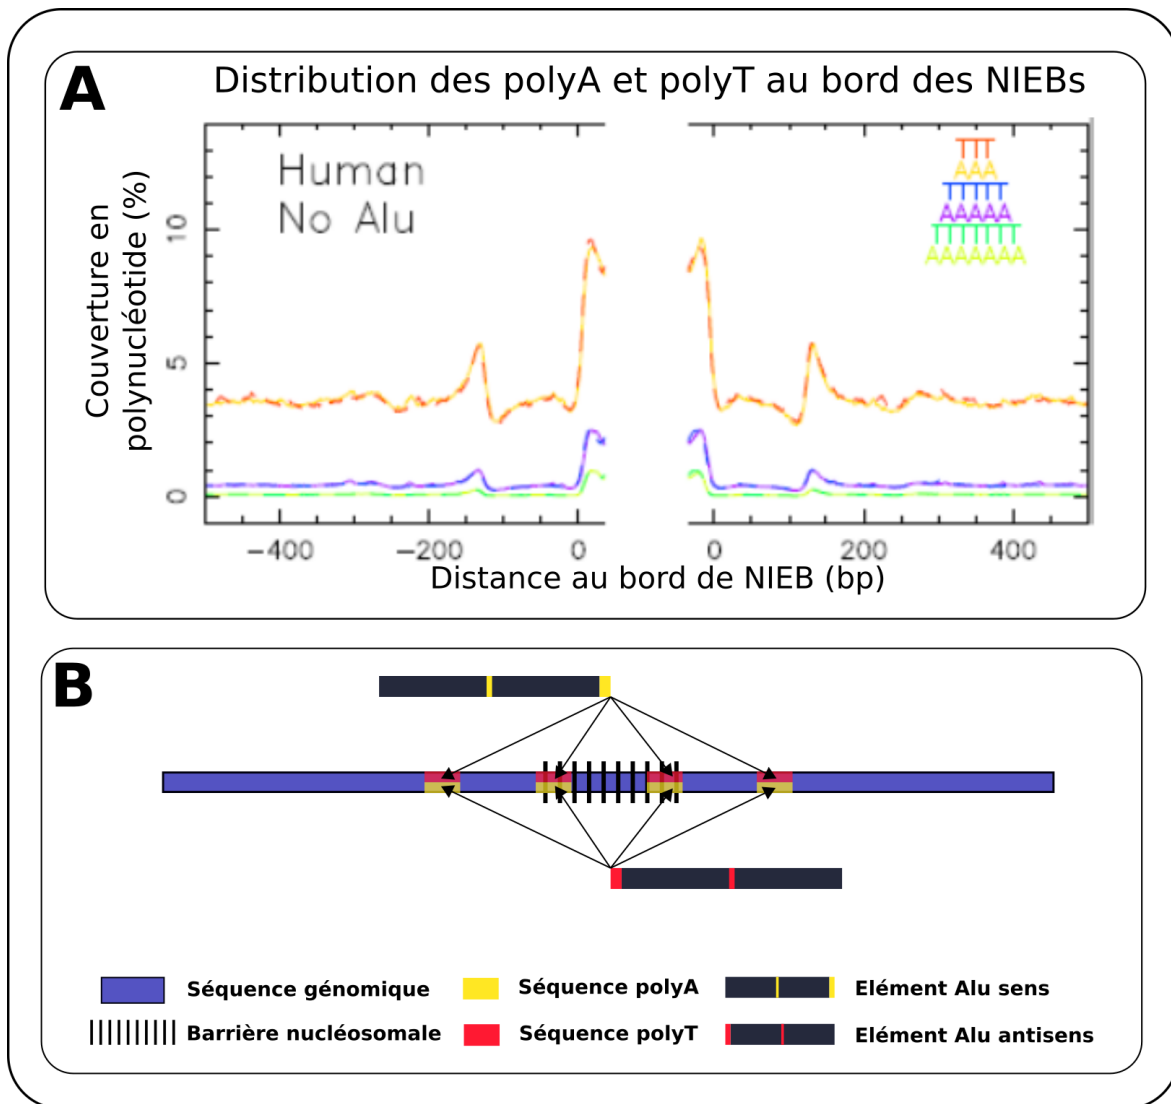 A
Distribution des polyA et polyT au bord des NIEBs
Couverture en
polynucléotide (%)
Human
No Alu
TTT
AAA
TTTTT
AAAAA
TTTTTTT
AAAAAAA
10
5
0
−400 −200 0 0 200 400
Distance au bord de NIEB (bp)
B
Séquence génomique Séquence polyA Elément Alu sens
Barrière nucléosomale Séquence polyT Elément Alu antisens